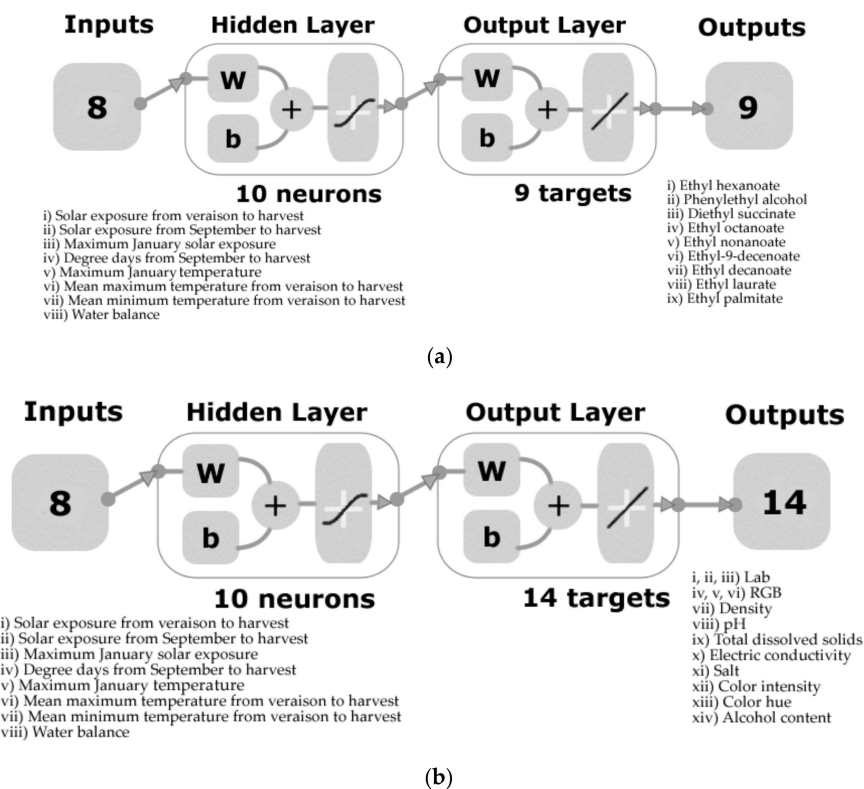 Inputs
Hidden Layer
Output Layer
Outputs
8
W
b
+
W
b
+
9
10 neurons
9 targets
i) Solar exposure from veraison to harvest
ii) Solar exposure from September to harvest
iii) Maximum January solar exposure
iv) Degree days from September to harvest
v) Maximum January temperature
vi) Mean maximum temperature from veraison to harvest
vii) Mean minimum temperature from veraison to harvest
viii) Water balance
i) Ethyl hexanoate
ii) Phenylethyl alcohol
iii) Diethyl succinate
iv) Ethyl octanoate
v) Ethyl nonanoate
vi) Ethyl-9-decenoate
vii) Ethyl decanoate
viii) Ethyl laurate
ix) Ethyl palmitate
(a)
Inputs
Hidden Layer
Output Layer
Outputs
8
W
b
+
W
b
+
14
10 neurons
14 targets
i) Solar exposure from veraison to harvest
ii) Solar exposure from September to harvest
iii) Maximum January solar exposure
iv) Degree days from September to harvest
v) Maximum January temperature
vi) Mean maximum temperature from veraison to harvest
vii) Mean minimum temperature from veraison to harvest
viii) Water balance
i, ii, iii) Lab
iv, v, vi) RGB
vii) Density
viii) pH
ix) Total dissolved solids
x) Electric conductivity
xi) Salt
xii) Color intensity
xiii) Color hue
xiv) Alcohol content
(b)